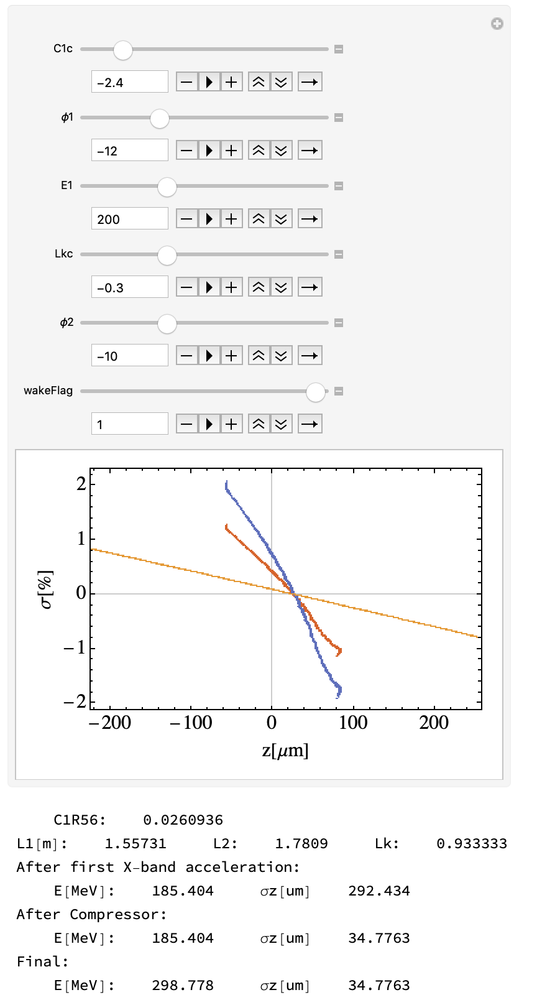 C1c
−2.4
ϕ1
−12
E1
200
Lkc
−0.3
ϕ2
−10
wakeFlag
1
2
1
0
−1
−2
σ[%]
−200 −100 0 100 200
z[μm]
C1R56: 0.0260936
L1[m]: 1.55731 L2: 1.7809 Lk: 0.933333
After first X-band acceleration:
E[MeV]: 185.404 σz[um] 292.434
After Compressor:
E[MeV]: 185.404 σz[um] 34.7763
Final:
E[MeV]: 298.778 σz[um] 34.7763